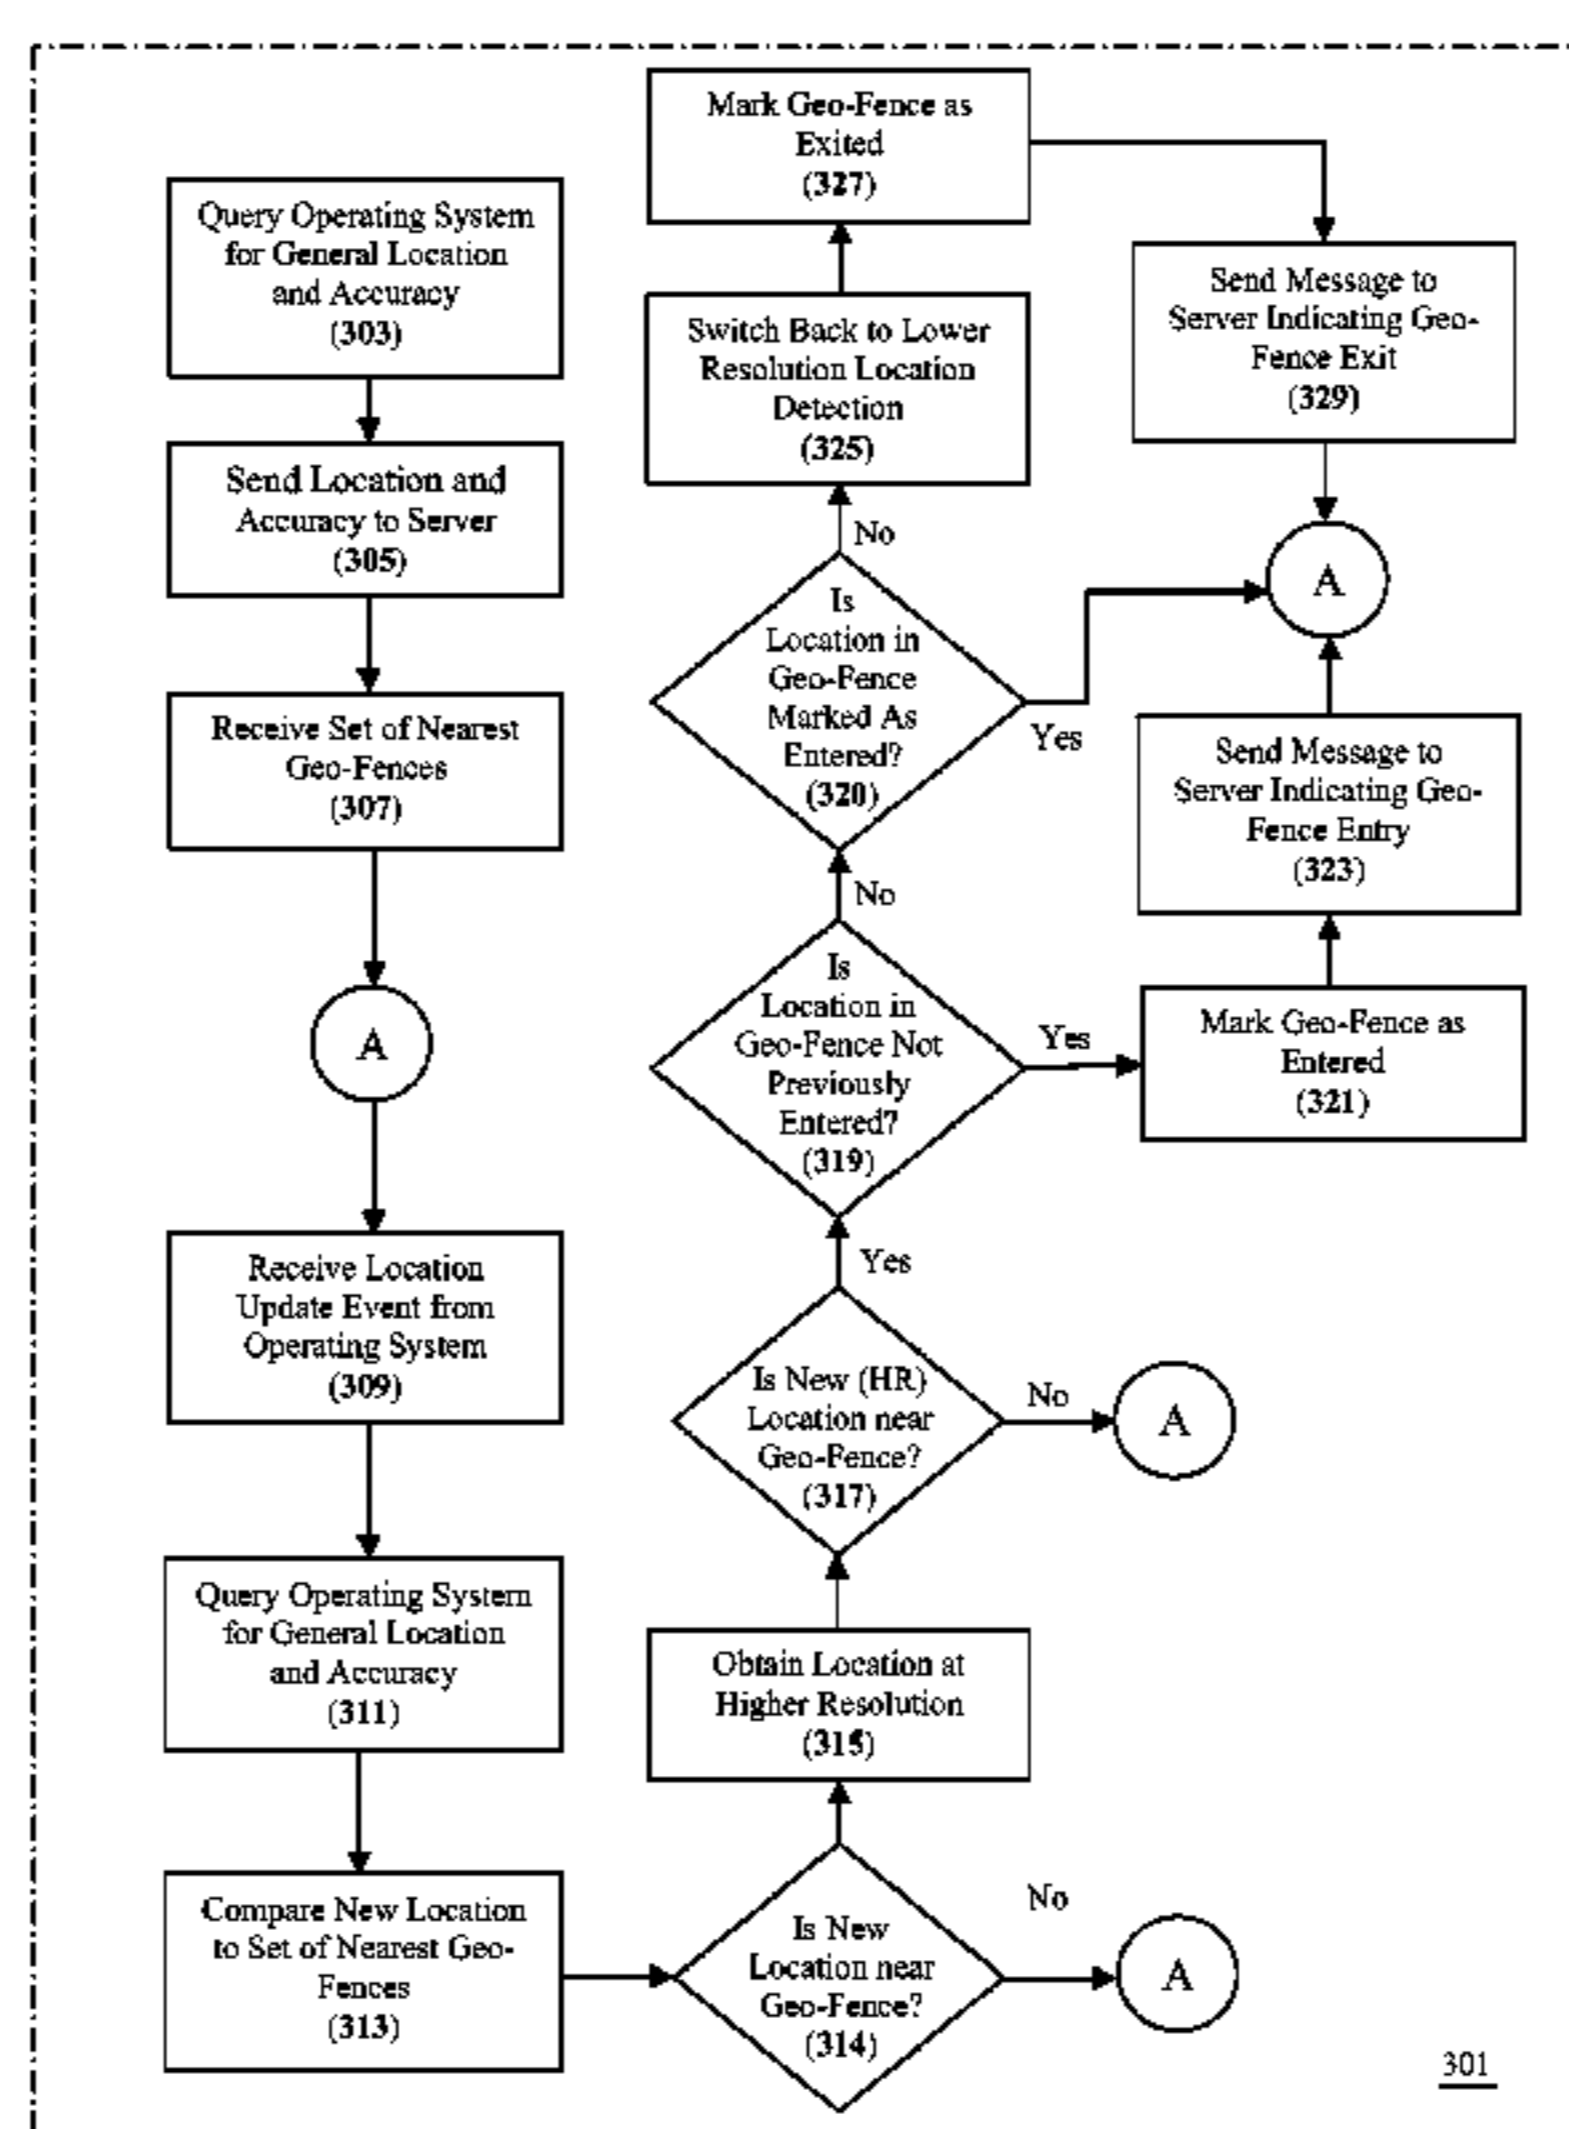 Query Operating System
for General Location
and Accuracy
(303)
Send Location and
Accuracy to Server
(305)
Receive Set of Nearest
Geo-Fences
(307)
A
Receive Location
Update Event from
Operating System
(309)
Query Operating System
for General Location
and Accuracy
(311)
Compare New Location
to Set of Nearest Geo-
Fences
(313)
Is New
Location near
Geo-Fence?
(314)
No
A
Obtain Location at
Higher Resolution
(315)
Is New (HR)
Location near
Geo-Fence?
(317)
No
A
Yes
Is
Location in
Geo-Fence Not
Previously
Entered?
(319)
Yes
Mark Geo-Fence as
Entered
(321)
Send Message to
Server Indicating Geo-
Fence Entry
(323)
No
Is
Location in
Geo-Fence
Marked As
Entered?
(320)
Yes
A
No
Switch Back to Lower
Resolution Location
Detection
(325)
Mark Geo-Fence as
Exited
(327)
Send Message to
Server Indicating Geo-
Fence Exit
(329)
301